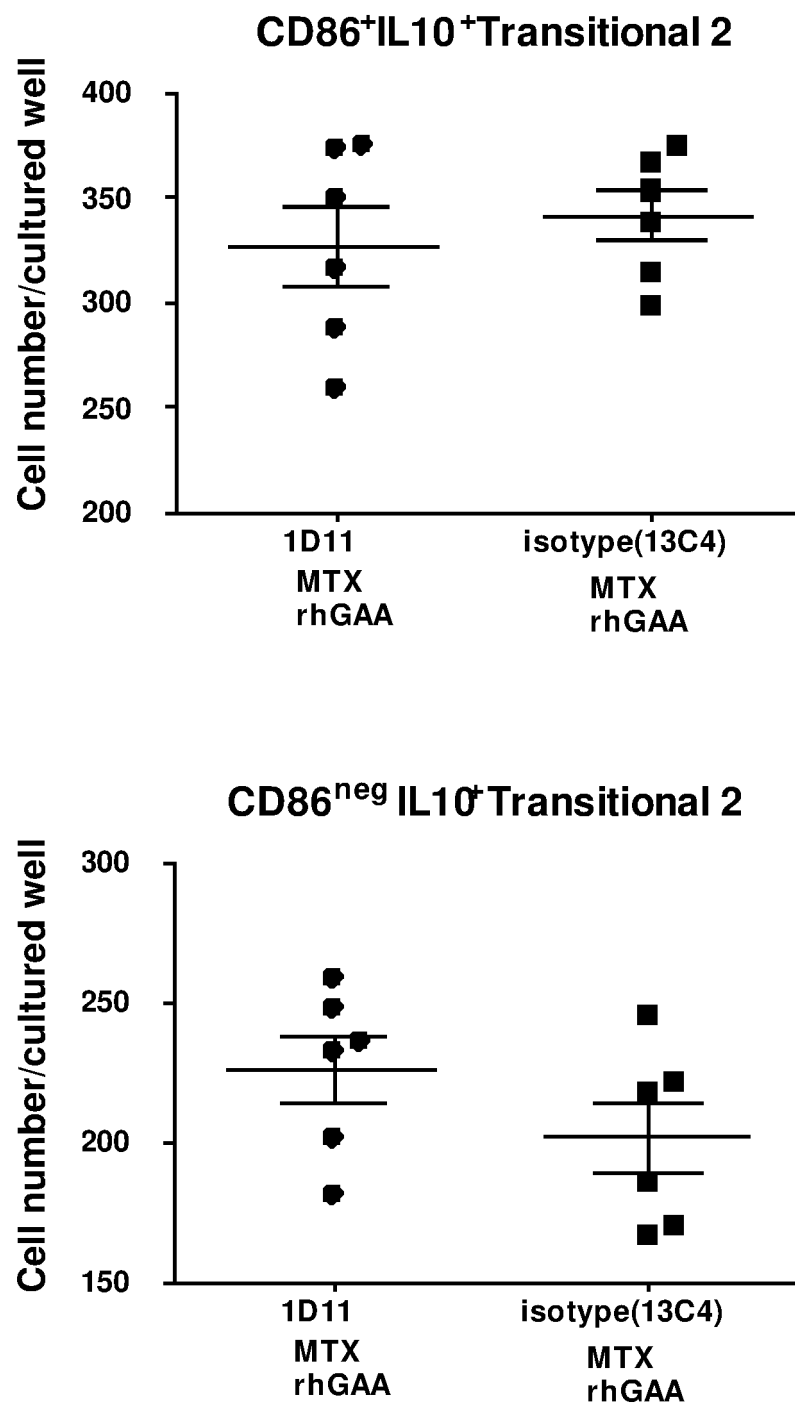 CD86⁺IL10⁺Transitional 2
Cell number/cultured well
400
350
300
250
200
1D11 isotype(13C4)
MTX MTX
rhGAA rhGAA
CD86ⁿᵉᵍ IL10⁺Transitional 2
Cell number/cultured well
300
250
200
150
1D11 isotype(13C4)
MTX MTX
rhGAA rhGAA